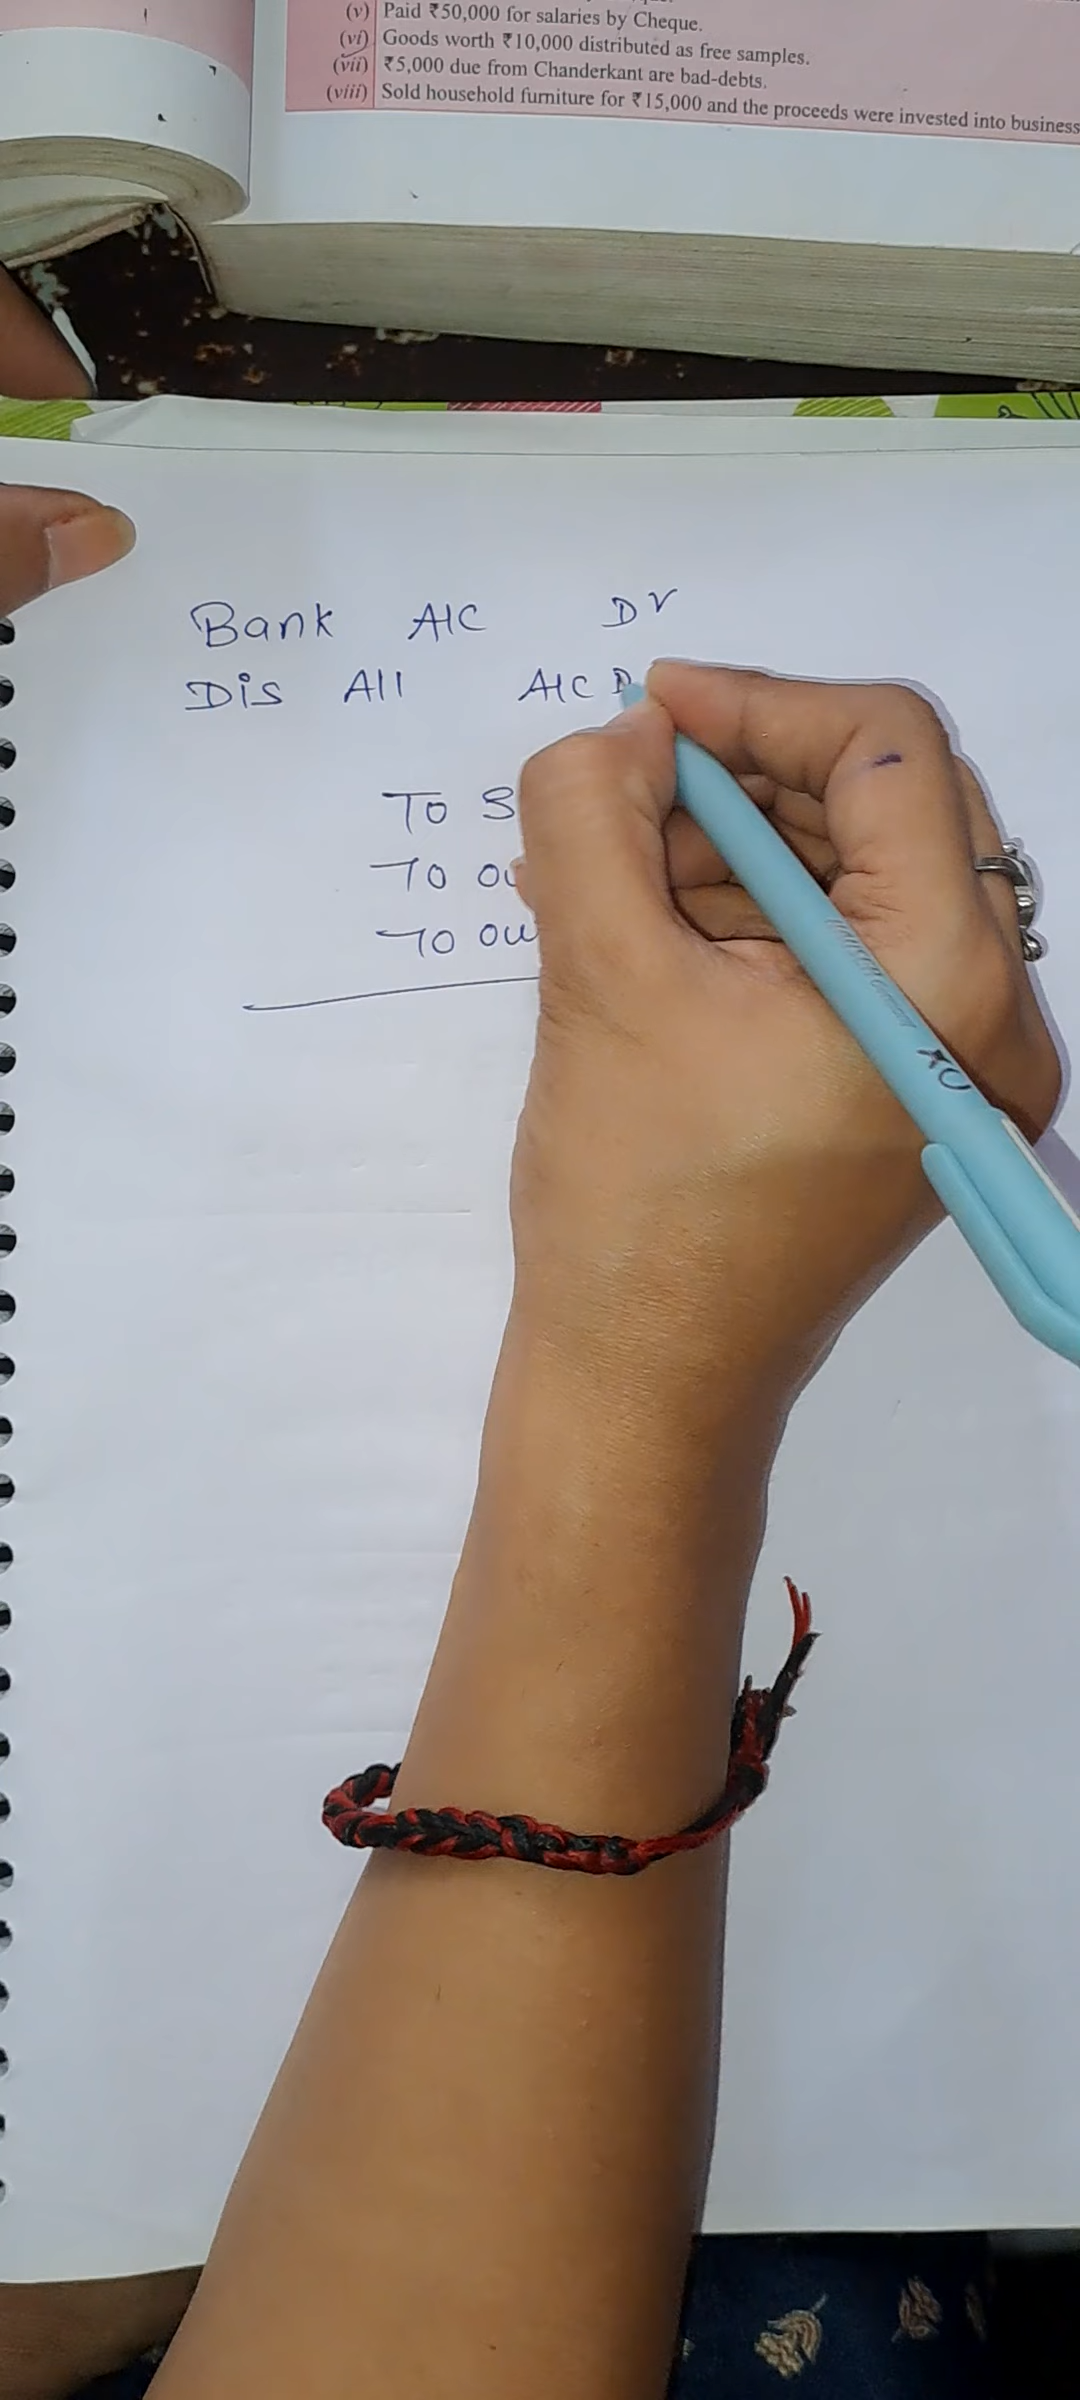 (v) Paid ₹50,000 for salaries by Cheque.
(vi) Goods worth ₹10,000 distributed as free samples.
(vii) ₹5,000 due from Chanderkant are bad-debts.
(viii) Sold household furniture for ₹15,000 and the proceeds were invested into business
Bank A/C Dr
Dis All A/C D
To S
To ou
To ou